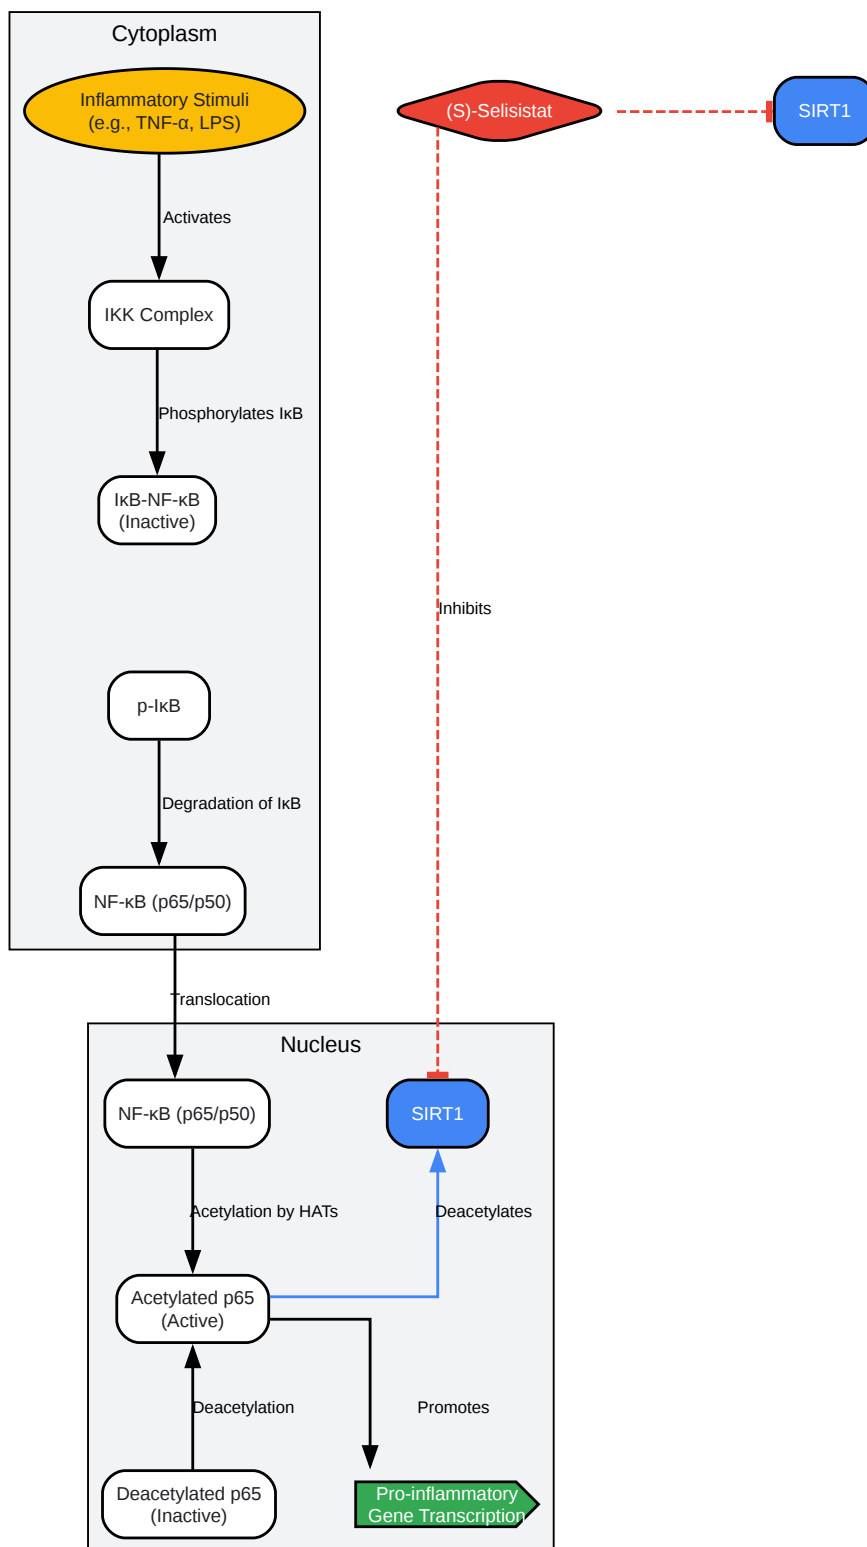 Cytoplasm
Inflammatory Stimuli
(e.g., TNF-α, LPS)
(S)-Selisistat
SIRT1
Activates
IKK Complex
Phosphorylates IκB
IκB-NF-κB
(Inactive)
Inhibits
p-IκB
Degradation of IκB
NF-κB (p65/p50)
Translocation
Nucleus
NF-κB (p65/p50)
SIRT1
Acetylation by HATs
Deacetylates
Acetylated p65
(Active)
Deacetylation
Promotes
Deacetylated p65
(Inactive)
Pro-inflammatory
Gene Transcription